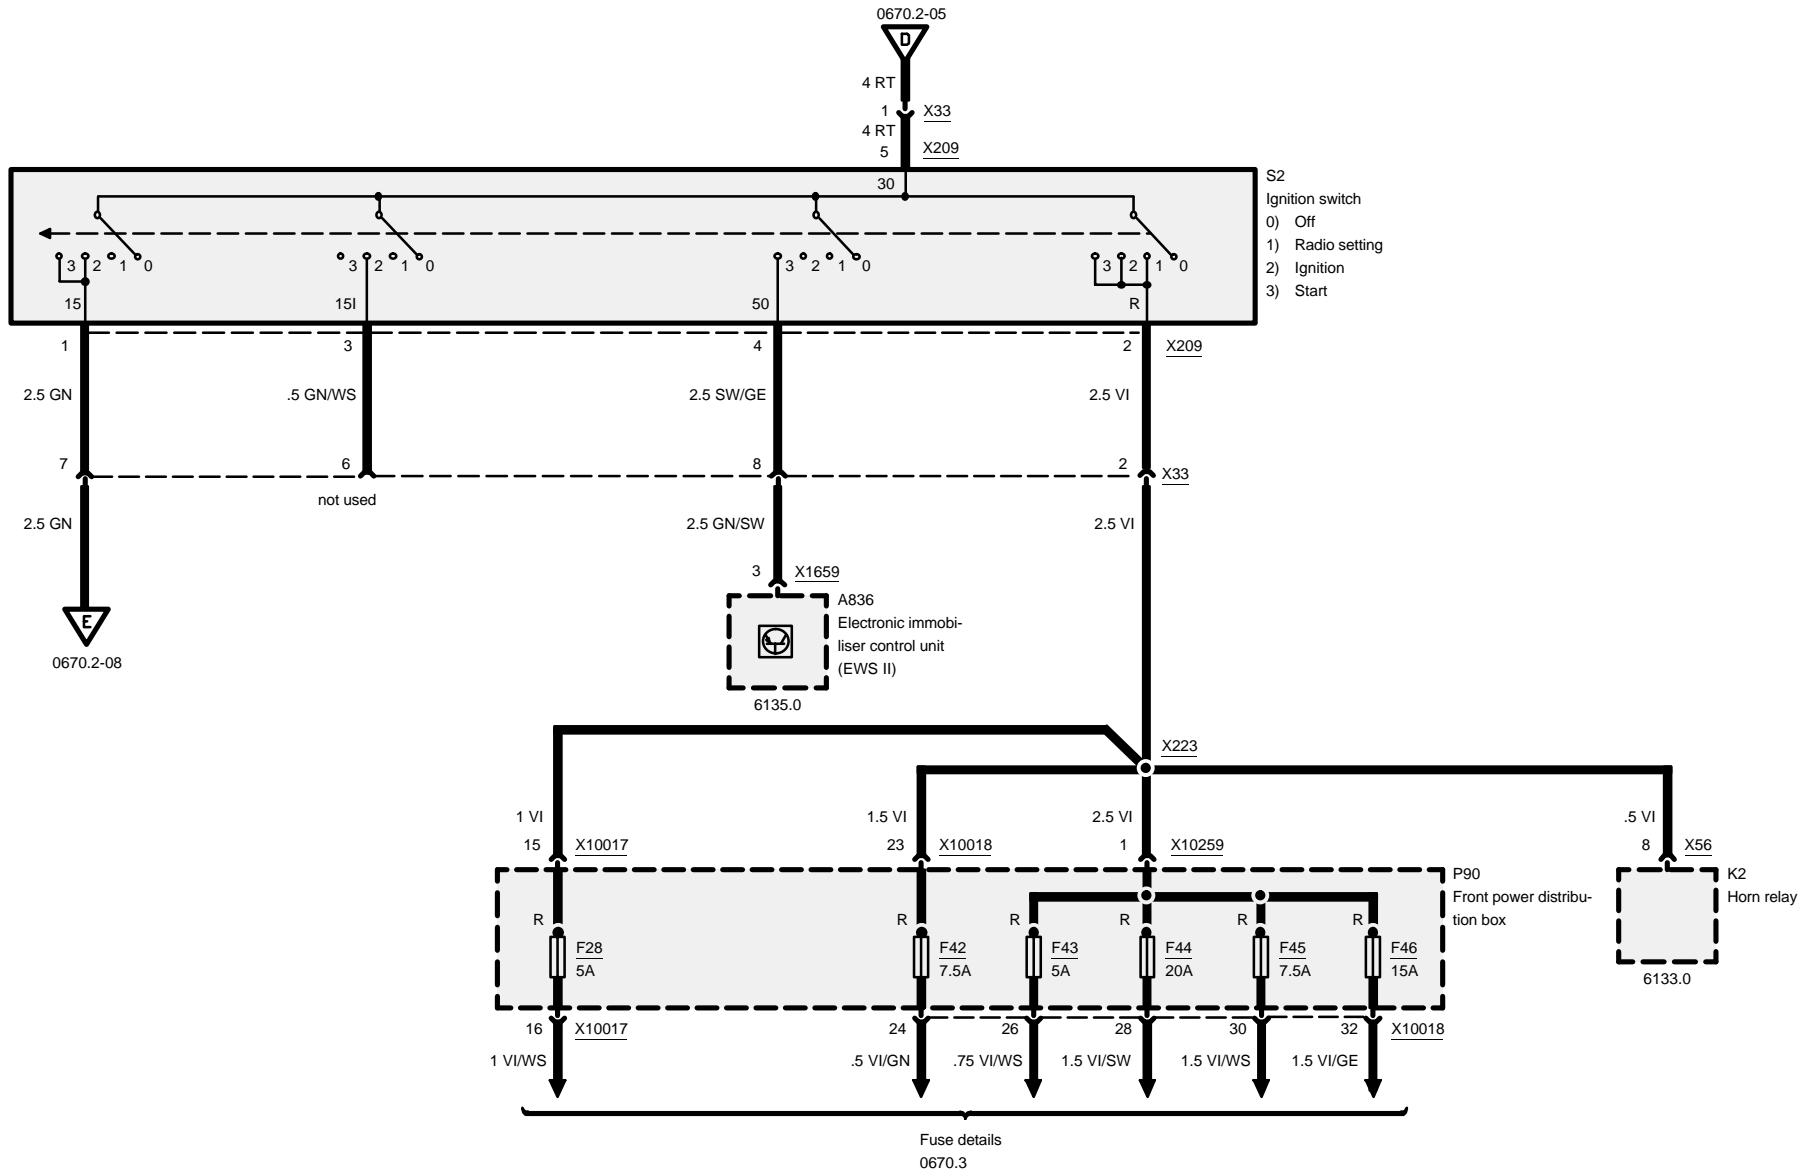 0670.2-05
D
4 RT
1 X33
4 RT
5 X209
30
S2
Ignition switch
0) Off
1) Radio setting
2) Ignition
3) Start
3 2 1 0 3 2 1 0 3 2 1 0 3 2 1 0
15 15I 50 R
1 3 4 2 X209
2.5 GN .5 GN/WS 2.5 SW/GE 2.5 VI
7 6 8 2 X33
not used
2.5 GN 2.5 GN/SW 2.5 VI
3 X1659
E
0670.2-08
A836
Electronic immobi-
liser control unit
(EWS II)
6135.0
X223
1 VI 1.5 VI 2.5 VI .5 VI
15 X10017 23 X10018 1 X10259 8 X56
P90
Front power distribu-
tion box
K2
Horn relay
R R R R R R
F28 F42 F43 F44 F45 F46
5A 7.5A 5A 20A 7.5A 15A
6133.0
16 X10017 24 26 28 30 32 X10018
1 VI/WS .5 VI/GN .75 VI/WS 1.5 VI/SW 1.5 VI/WS 1.5 VI/GE
Fuse details
0670.3